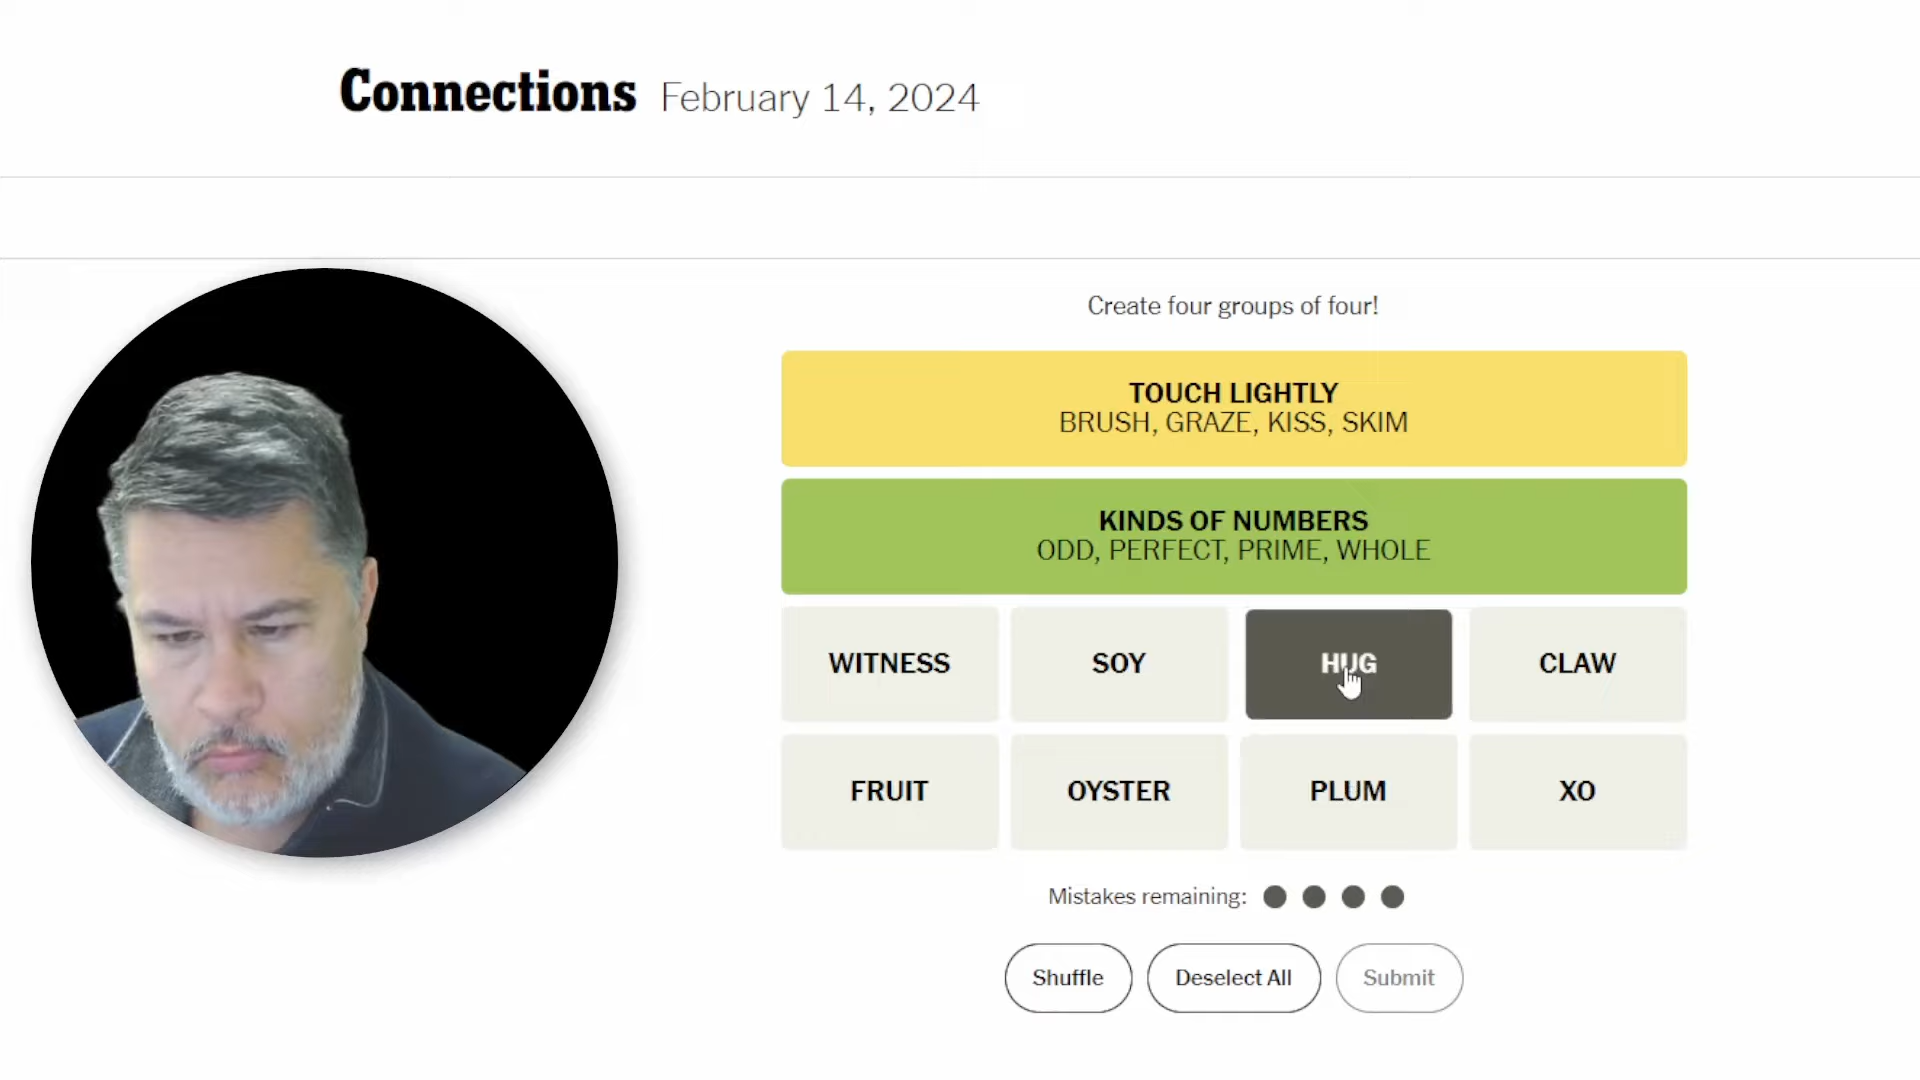 Connections February 14, 2024
Create four groups of four!
TOUCH LIGHTLY
BRUSH, GRAZE, KISS, SKIM
KINDS OF NUMBERS
ODD, PERFECT, PRIME, WHOLE
WITNESS SOY HUG CLAW
FRUIT OYSTER PLUM XO
Mistakes remaining:
Shuffle Deselect All Submit